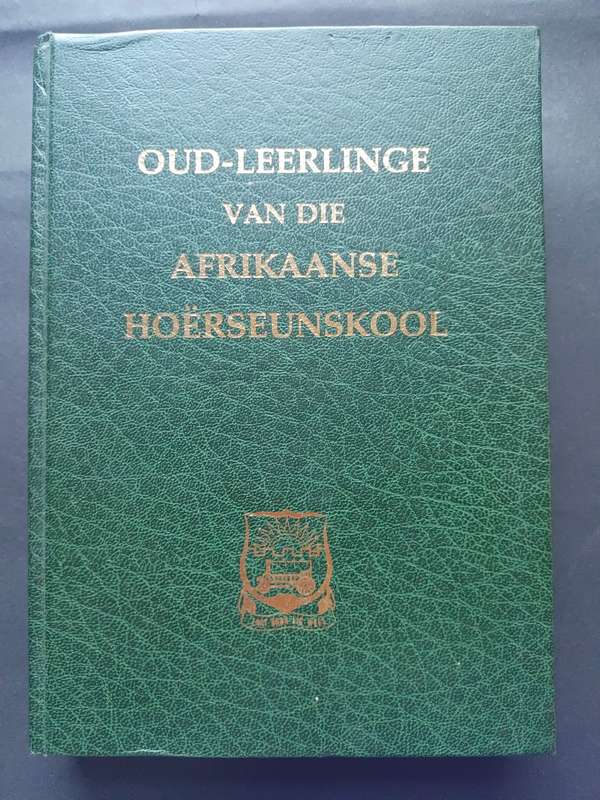 OUD-LEERLINGE
VAN DIE
AFRIKAANSE
HOËRSEUNSKOOL